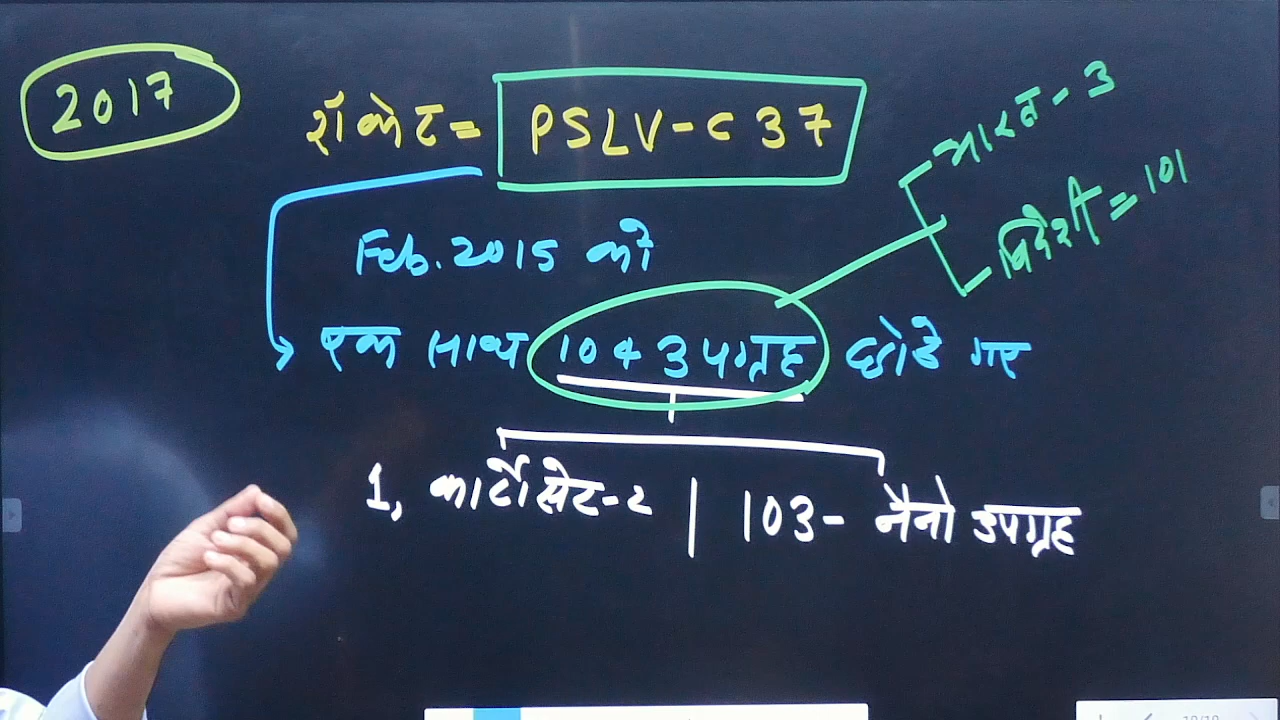 2017
रॉकेट = PSLV-C37
भारत - 3
विदेशी = 101
Feb. 2015 को
एक साथ 104 उपग्रह छोडे गए
1, कार्टोसेट-2 | 103- नैनो उपग्रह